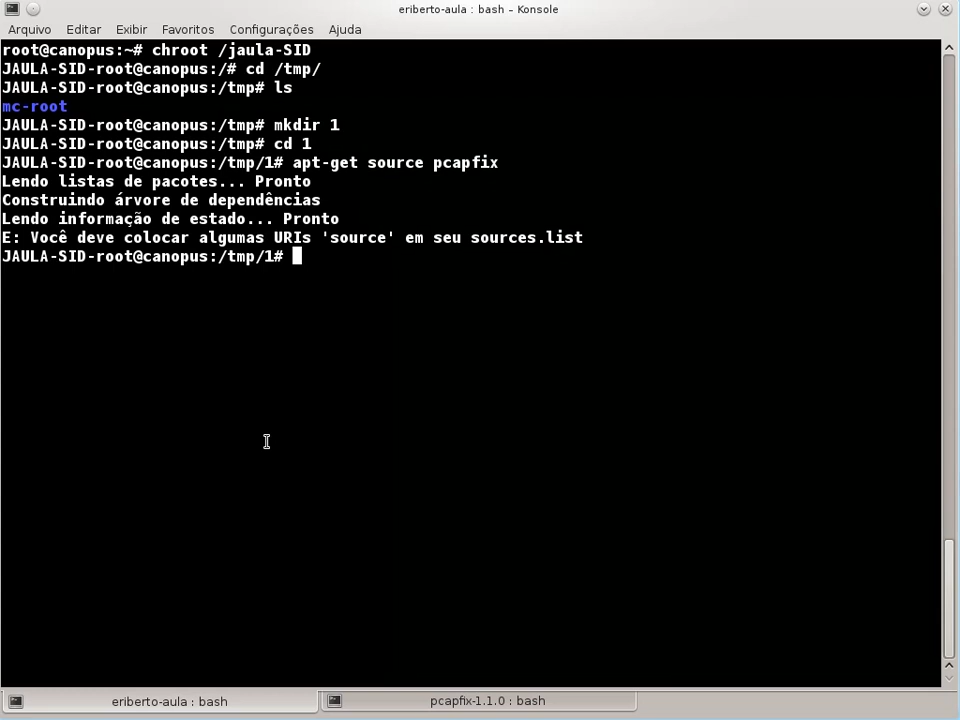 eriberto-aula : bash – Konsole
Arquivo Editar Exibir Favoritos Configurações Ajuda
root@canopus:~# chroot /jaula-SID
JAULA-SID-root@canopus:/# cd /tmp/
JAULA-SID-root@canopus:/tmp# ls
mc-root
JAULA-SID-root@canopus:/tmp# mkdir 1
JAULA-SID-root@canopus:/tmp# cd 1
JAULA-SID-root@canopus:/tmp/1# apt-get source pcapfix
Lendo listas de pacotes... Pronto
Construindo árvore de dependências
Lendo informação de estado... Pronto
E: Você deve colocar algumas URIs 'source' em seu sources.list
JAULA-SID-root@canopus:/tmp/1#
eriberto-aula : bash pcapfix-1.1.0 : bash